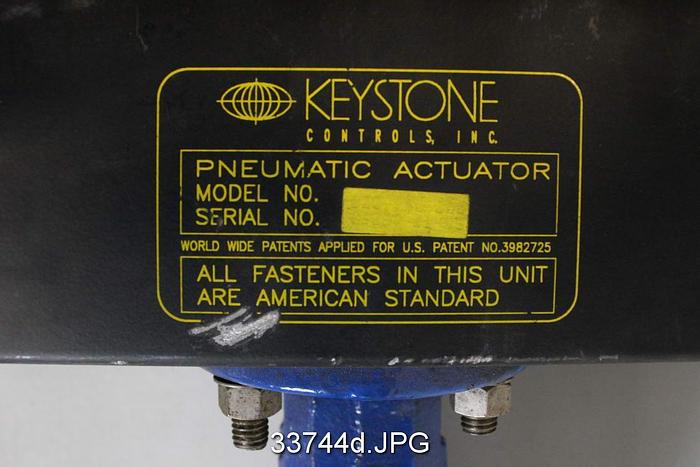 KEYSTONE
CONTROLS, INC.
PNEUMATIC ACTUATOR
MODEL NO.
SERIAL NO.
WORLD WIDE PATENTS APPLIED FOR U.S. PATENT NO.3982725
ALL FASTENERS IN THIS UNIT
ARE AMERICAN STANDARD
33744d.JPG